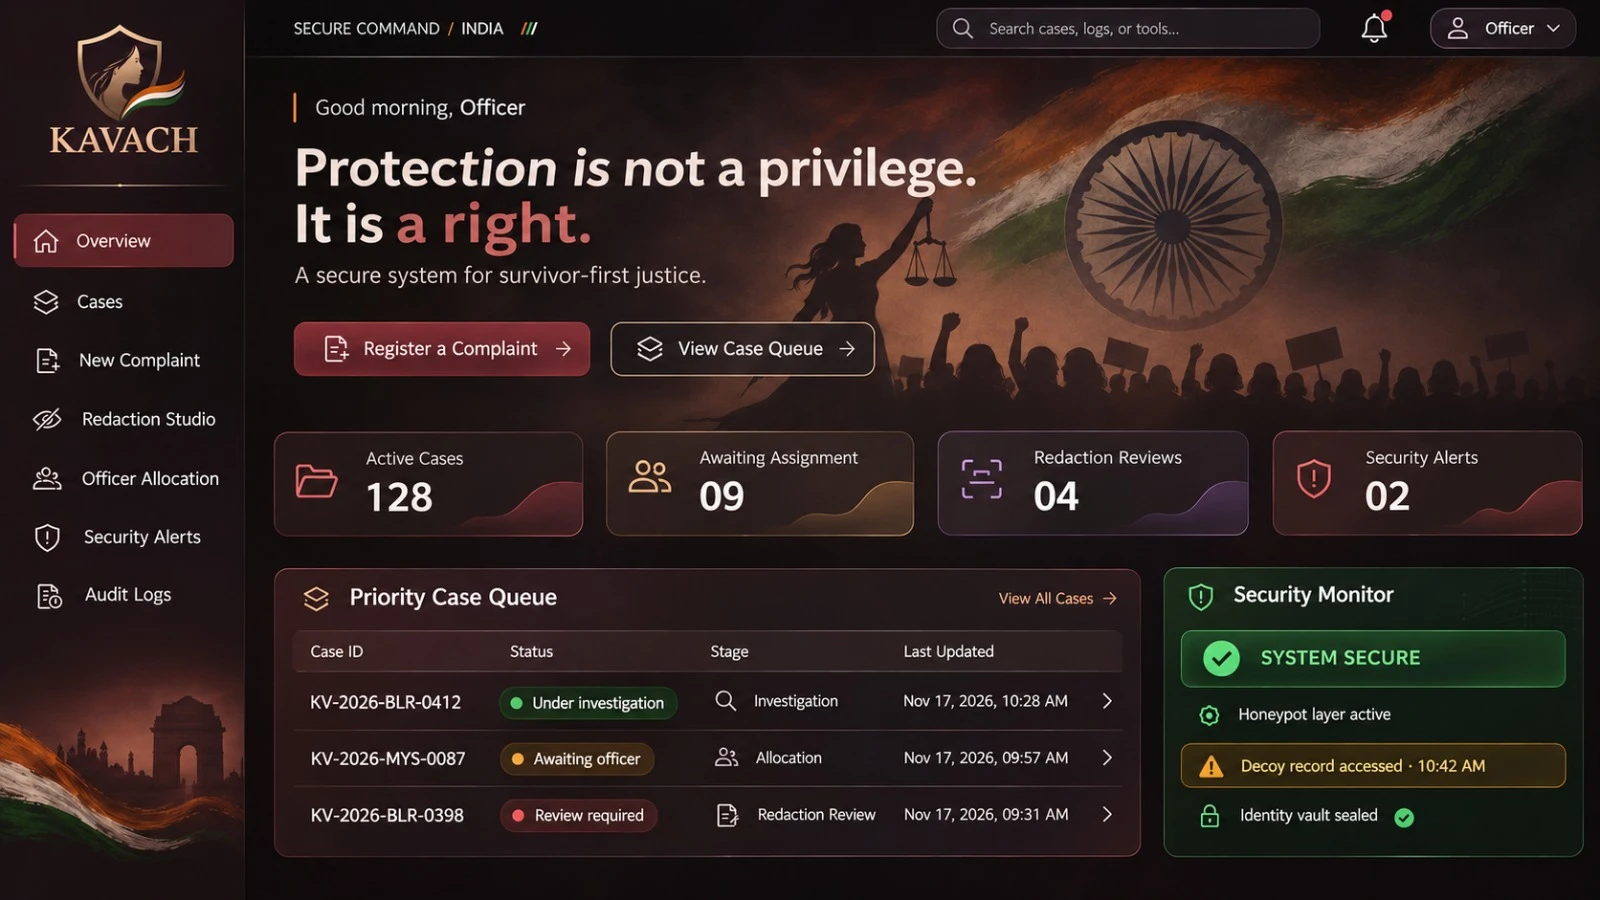 KAVACH
Overview
Cases
New Complaint
Redaction Studio
Officer Allocation
Security Alerts
Audit Logs
SECURE COMMAND / INDIA ///
Search cases, logs, or tools...
Officer
Good morning, Officer
Protection is not a privilege.
It is a right.
A secure system for survivor-first justice.
Register a Complaint →
View Case Queue →
Active Cases
128
Awaiting Assignment
09
Redaction Reviews
04
Security Alerts
02
Priority Case Queue
View All Cases →
Case ID Status Stage Last Updated
KV-2026-BLR-0412 Under investigation Investigation Nov 17, 2026, 10:28 AM
KV-2026-MYS-0087 Awaiting officer Allocation Nov 17, 2026, 09:57 AM
KV-2026-BLR-0398 Review required Redaction Review Nov 17, 2026, 09:31 AM
Security Monitor
SYSTEM SECURE
Honeypot layer active
Decoy record accessed · 10:42 AM
Identity vault sealed